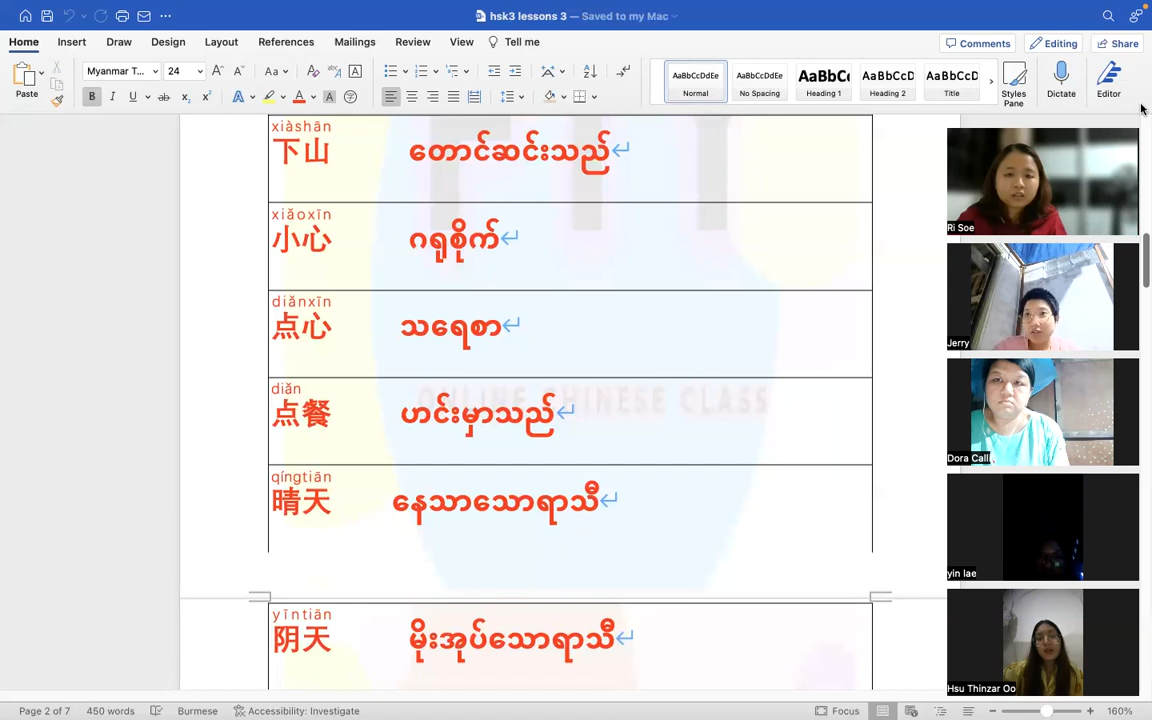 hsk3 lessons 3 — Saved to my Mac
Home Insert Draw Design Layout References Mailings Review View Tell me
Comments Editing Share
Paste
Myanmar T... 24
AaBbCcDdEe AaBbCcDdEe AaBbCc AaBbCcD AaBbCc
Normal No Spacing Heading 1 Heading 2 Title
Styles Pane
Dictate
Editor
xiàshān
下山 တောင်ဆင်းသည်
xiǎoxīn
小心 ဂရုစိုက်
diǎnxīn
点心 သရေစာ
diǎn
点餐 ဟင်းမှာသည်
ONLINE CHINESE CLASS
qíngtiān
晴天 နေသာသောရာသီ
yīntiān
阴天 မိုးအုပ်သောရာသီ
Ri Soe
Jerry
Dora Calli
yin lae
Hsu Thinzar Oo
Page 2 of 7 450 words Burmese Accessibility: Investigate Focus 160%